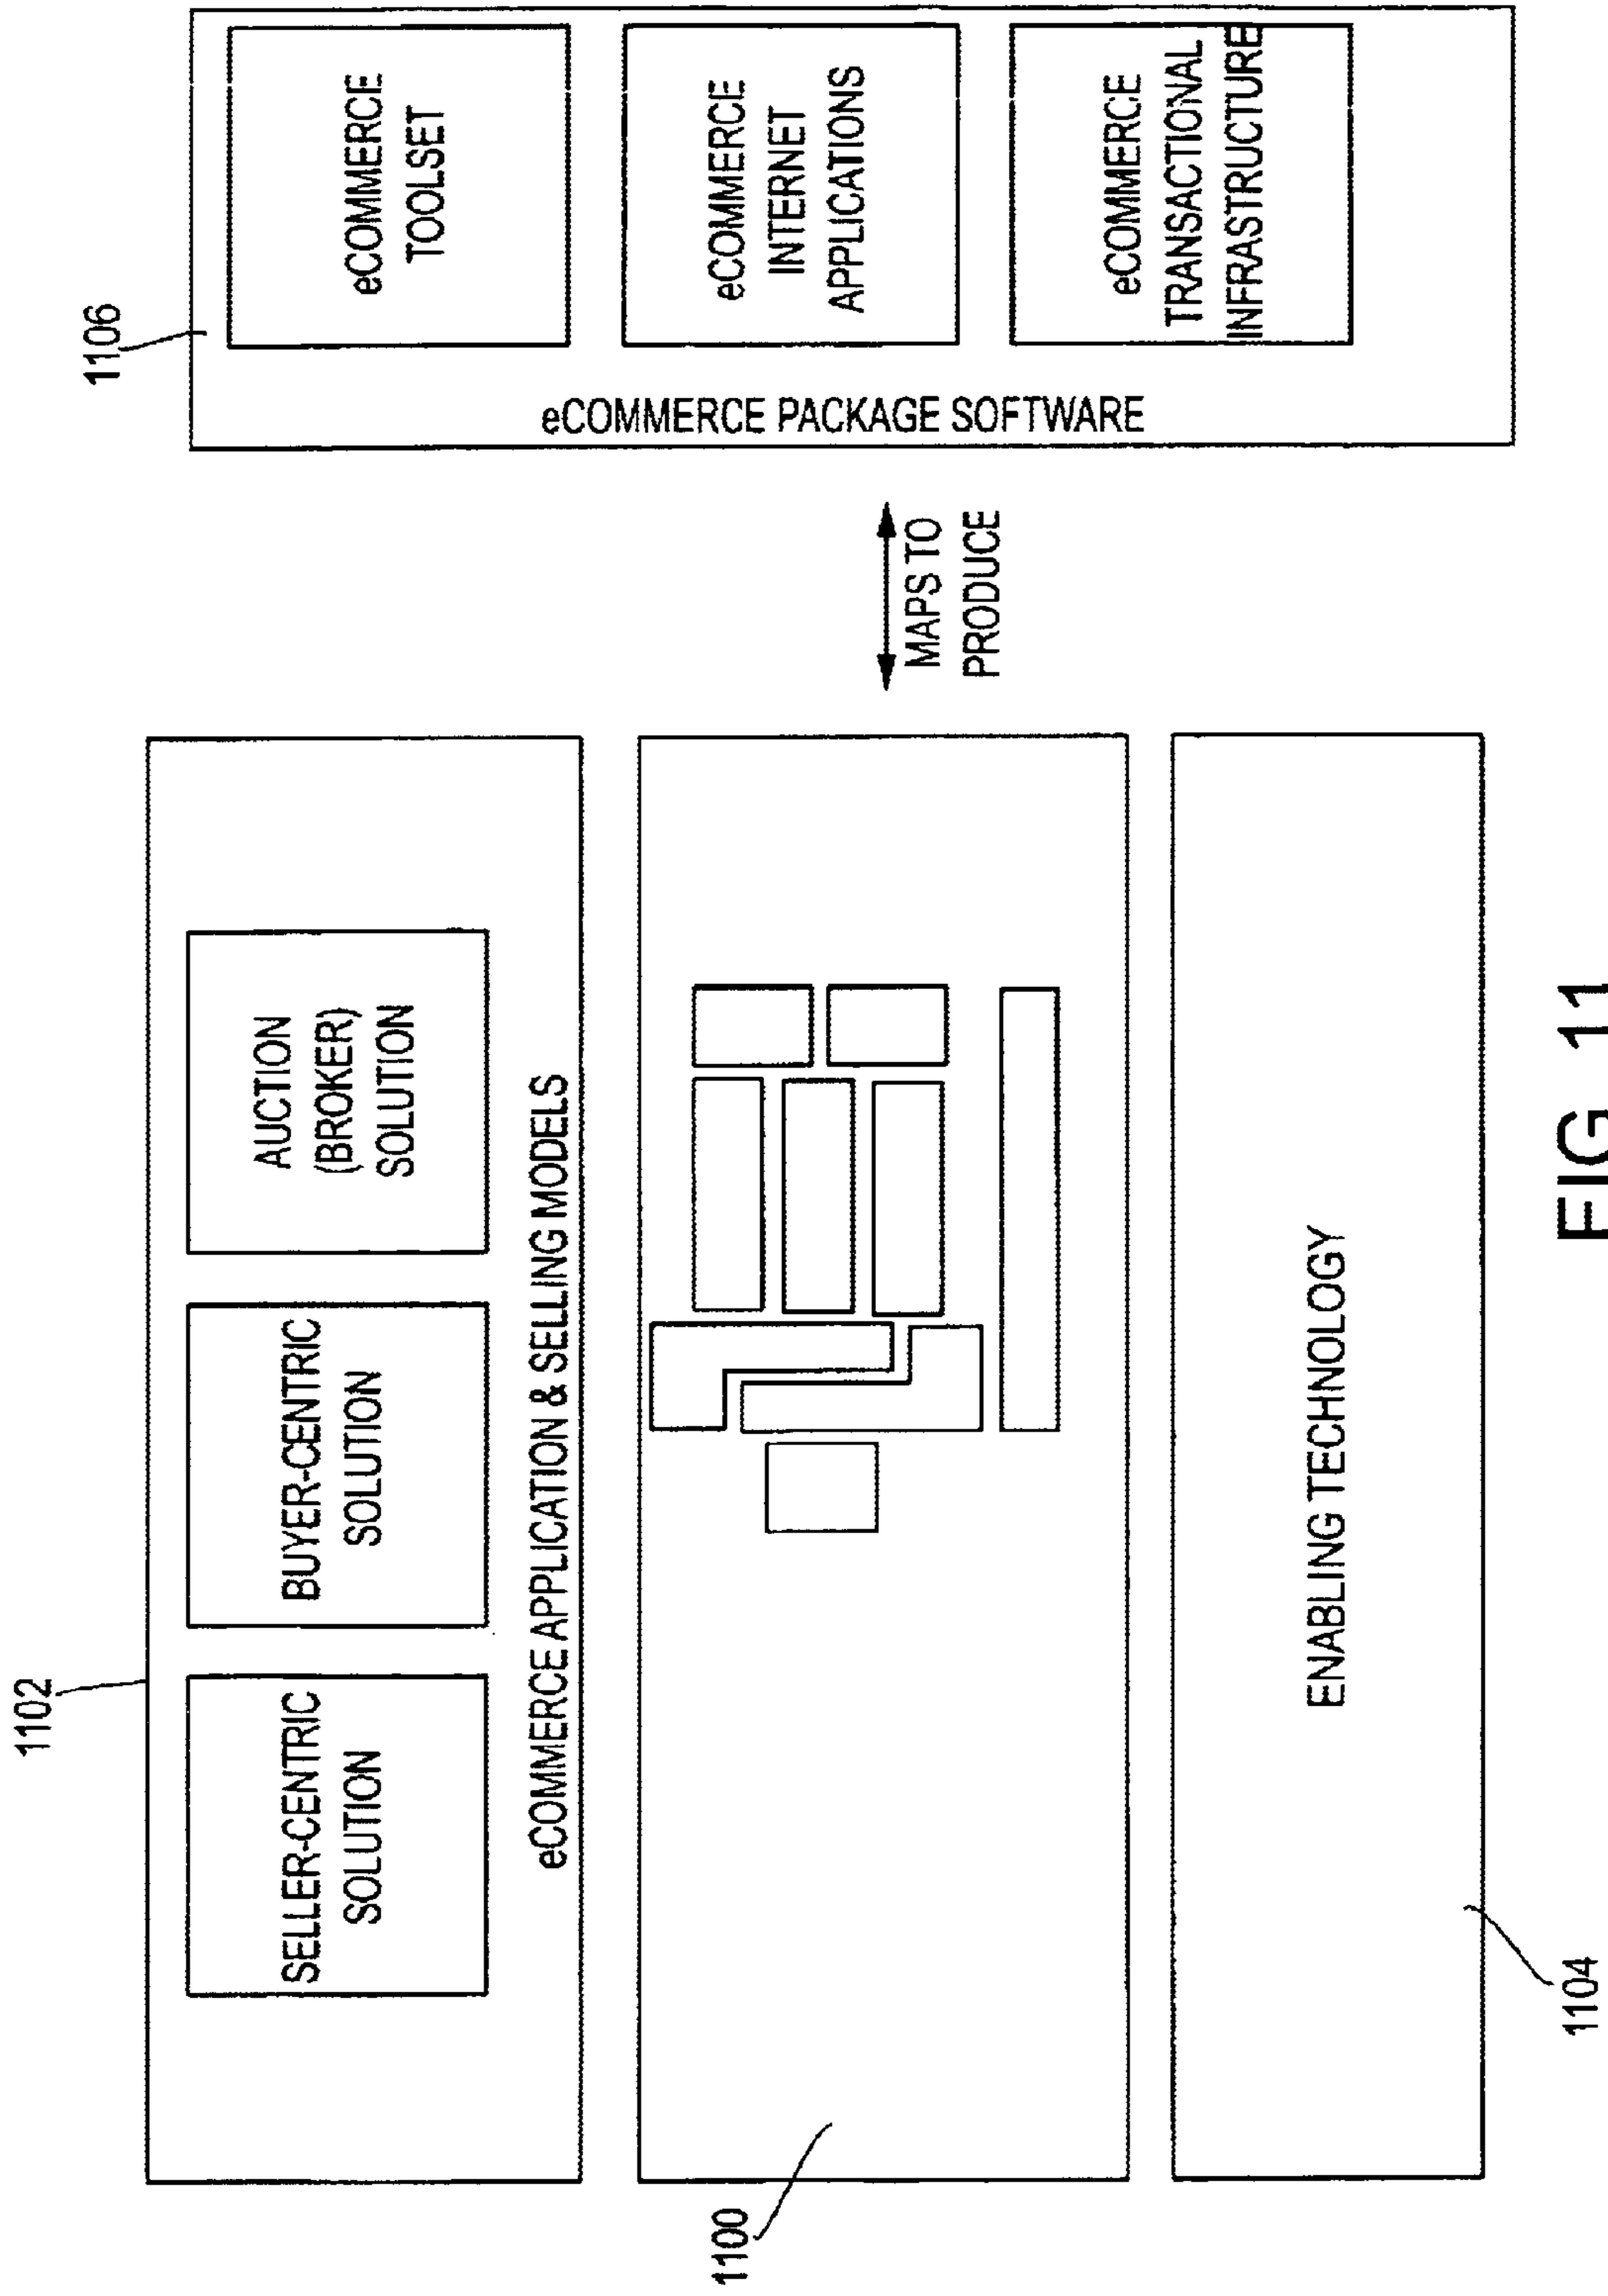 1102
SELLER-CENTRIC
SOLUTION
BUYER-CENTRIC
SOLUTION
AUCTION
(BROKER)
SOLUTION
eCOMMERCE APPLICATION & SELLING MODELS
1100
ENABLING TECHNOLOGY
1104
MAPS TO
PRODUCE
1106
eCOMMERCE
TOOLSET
eCOMMERCE
INTERNET
APPLICATIONS
eCOMMERCE
TRANSACTIONAL
INFRASTRUCTURE
eCOMMERCE PACKAGE SOFTWARE
FIG. 11